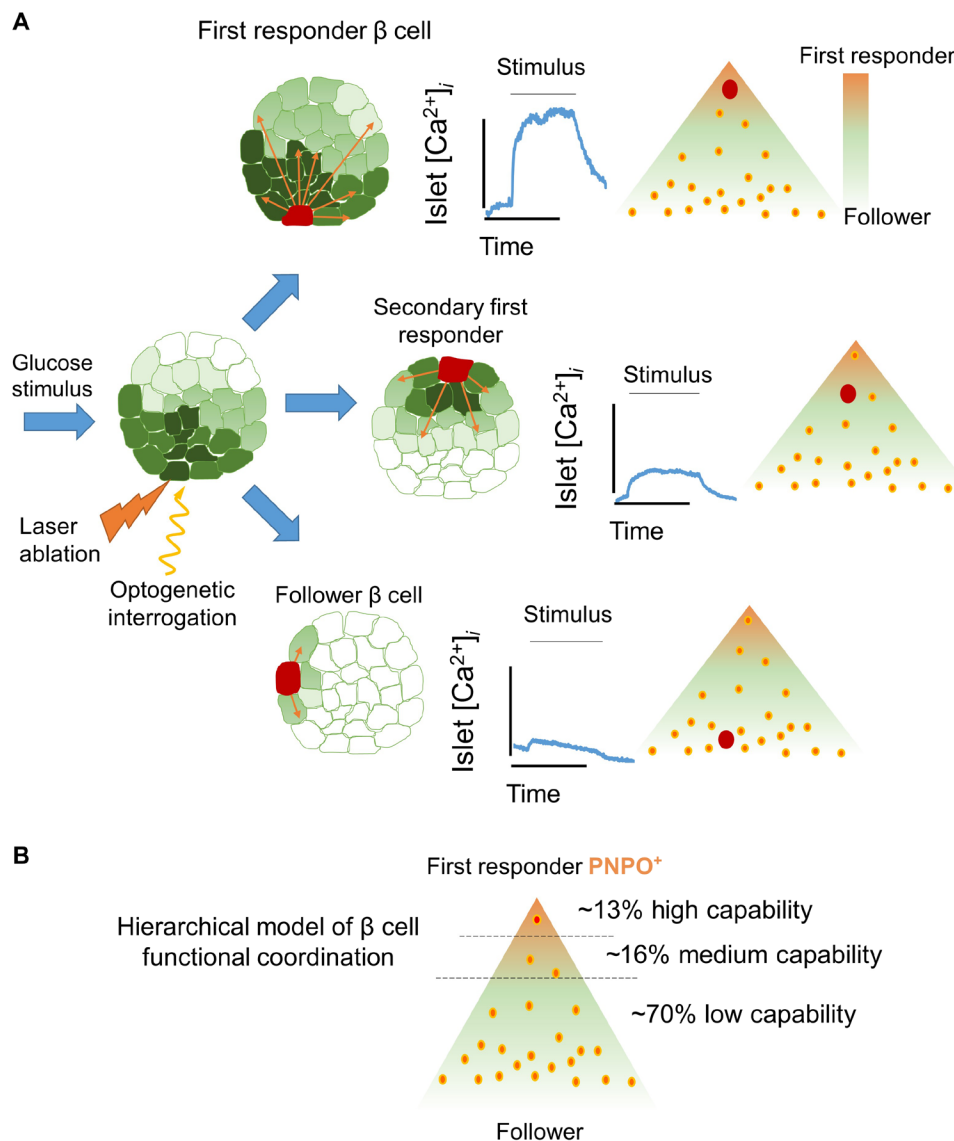 A
First responder β cell
Islet [Ca²⁺]ᵢ
Stimulus
Time
First responder
Follower
Glucose
stimulus
Laser
ablation
Optogenetic
interrogation
Secondary first
responder
Islet [Ca²⁺]ᵢ
Stimulus
Time
Follower β cell
Islet [Ca²⁺]ᵢ
Stimulus
Time
B
First responder PNPO⁺
Hierarchical model of β cell
functional coordination
~13% high capability
~16% medium capability
~70% low capability
Follower